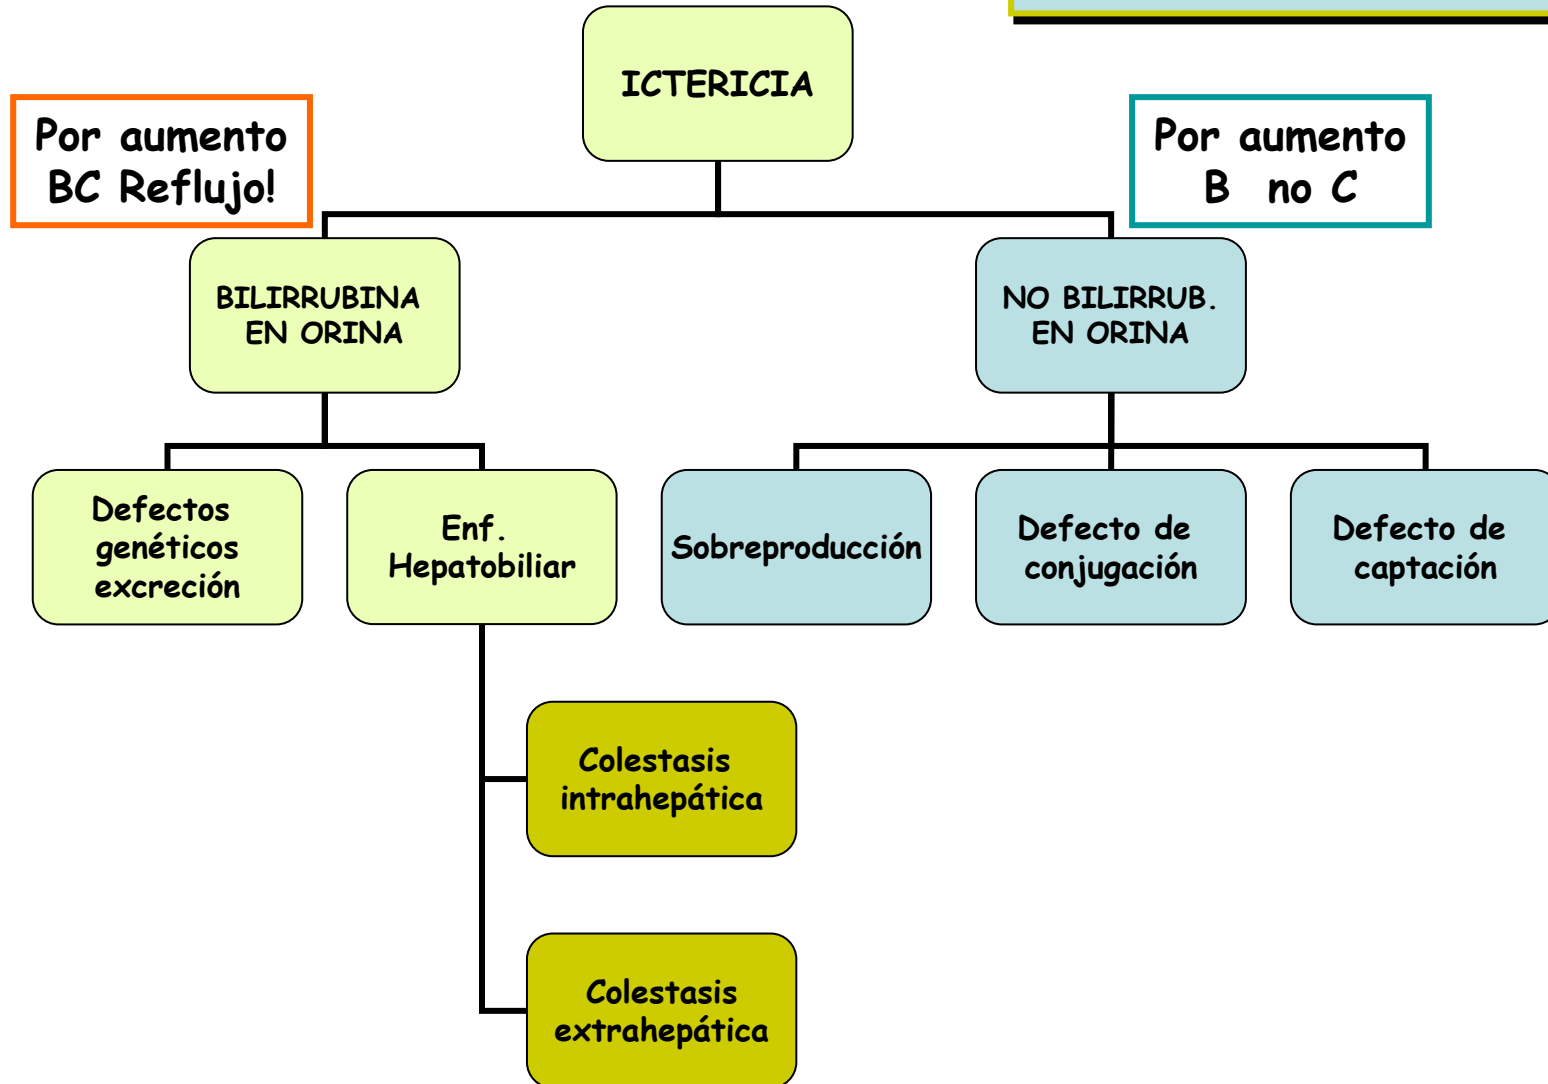 ICTERICIA
Por aumento
BC Reflujo!
Por aumento
B no C
BILIRRUBINA
EN ORINA
NO BILIRRUB.
EN ORINA
Defectos
genéticos
excreción
Enf.
Hepatobiliar
Sobreproducción
Defecto de
conjugación
Defecto de
captación
Colestasis
intrahepática
Colestasis
extrahepática